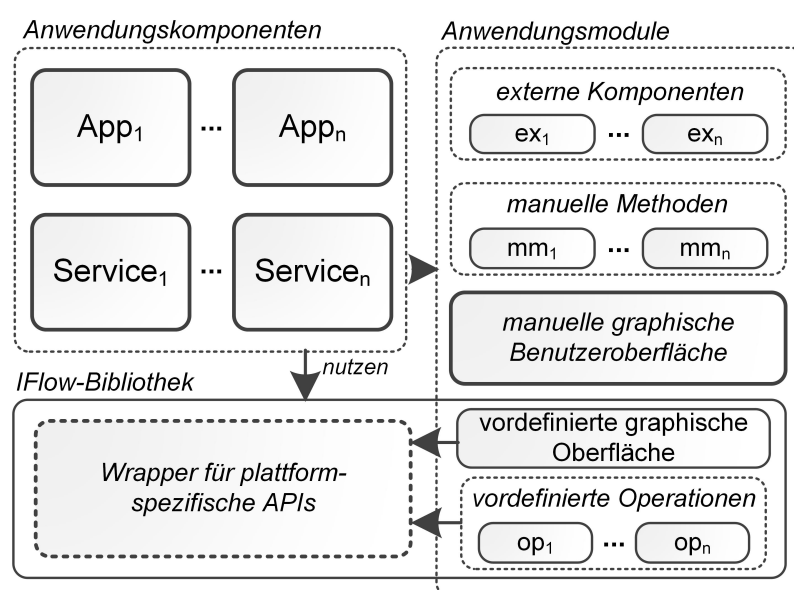 Anwendungskomponenten
App₁ ... Appₙ
Service₁ ... Serviceₙ
Anwendungsmodule
externe Komponenten
ex₁ ... exₙ
manuelle Methoden
mm₁ ... mmₙ
manuelle graphische
Benutzeroberfläche
nutzen
IFlow-Bibliothek
Wrapper für plattform-
spezifische APIs
vordefinierte graphische
Oberfläche
vordefinierte Operationen
op₁ ... opₙ